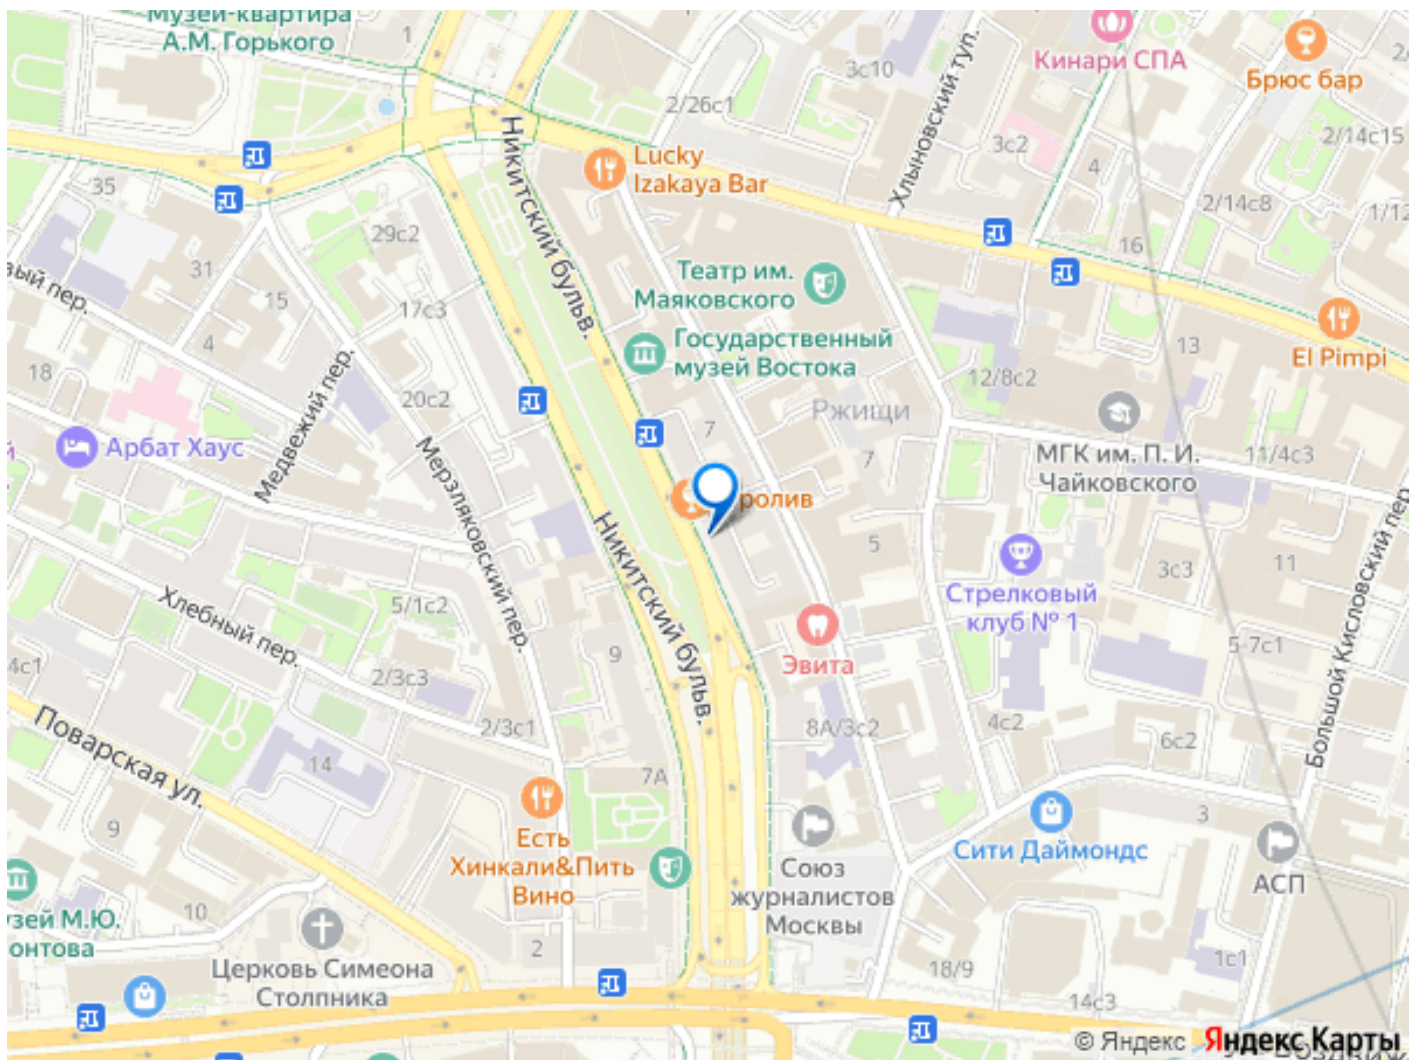 Музей-квартира
А.М. Горького
1
3с10
Хлыновский туп.
Кинари СПА
Брюс бар
2/26с1
3с2
4
2/14с15
Никитский бульв.
Lucky
Izakaya Bar
35
29с2
2/14с8
1/12
16
31
15
17с3
Театр им.
Маяковского
Государственный
музей Востока
вый пер.
4
18
Медвежий пер.
20с2
12/8с2
13
El Pimpi
Ржищи
7
7
МГК им. П. И.
Чайковского
11/4с3
й
Арбат Хаус
Мерзляковский пер.
ролив
Никитский бульв.
5
Стрелковый
клуб № 1
3с3
11
Большой Кисловский пер.
Хлебный пер.
5/1с2
9
Эвита
5-7с1
4с1
2/3с3
2/3с1
8А/3с2
4с2
6с2
Поварская ул.
14
7А
9
Есть
Хинкали&Пить
Вино
Союз
журналистов
Москвы
Сити Даймондс
3
АСП
узей М.Ю.
онтова
10
Церковь Симеона
Столпника
2
18/9
1с1
14с3
© Яндекс Яндекс Карты